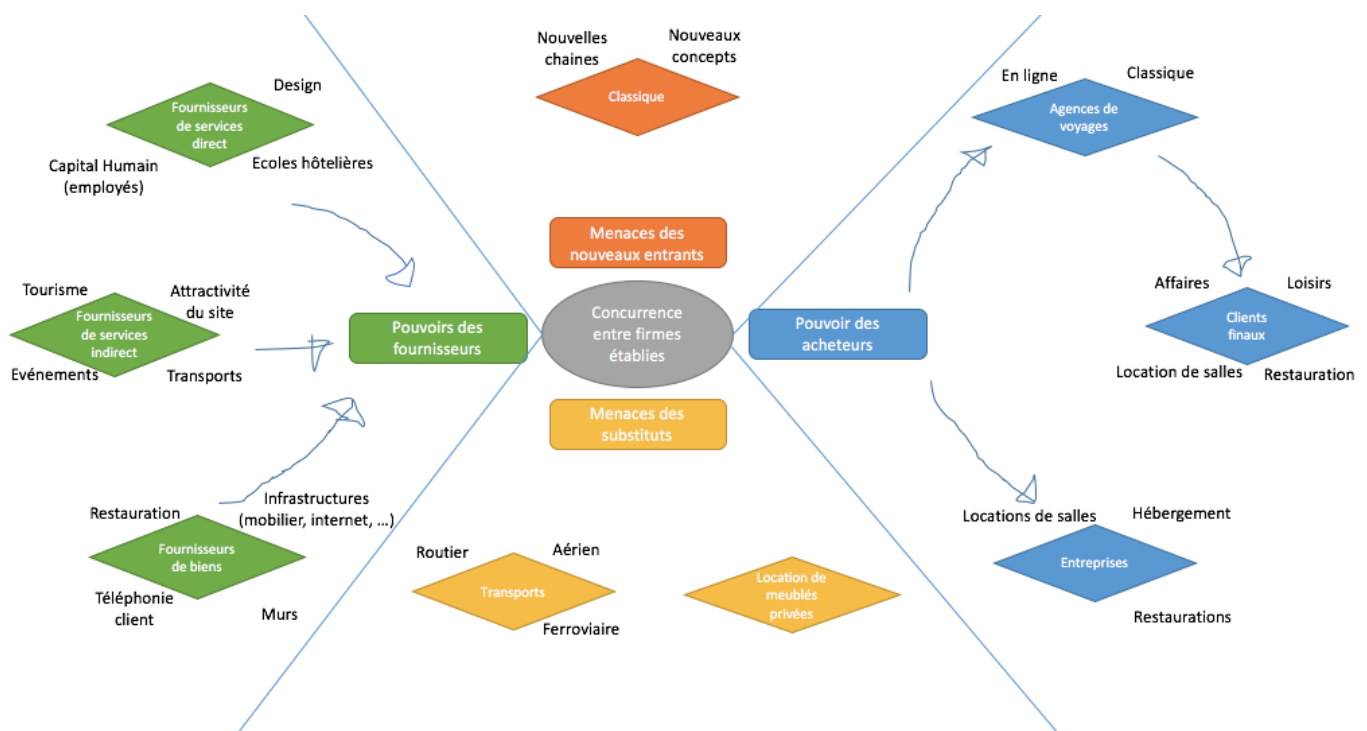 Design
Fournisseurs
de services
direct
Capital Humain
(employés)
Ecoles hôtelières
Tourisme
Attractivité
du site
Fournisseurs
de services
indirect
Evénements
Transports
Restauration
Infrastructures
(mobilier, internet, ...)
Fournisseurs
de biens
Téléphonie
client
Murs
Pouvoirs des
fournisseurs
Nouvelles
chaines
Nouveaux
concepts
Classique
Menaces des
nouveaux entrants
Concurrence
entre firmes
établies
Menaces des
substituts
Routier
Aérien
Transports
Ferroviaire
Location de
meublés
privées
Pouvoir des
acheteurs
En ligne
Classique
Agences de
voyages
Affaires
Loisirs
Clients
finaux
Location de salles
Restauration
Locations de salles
Hébergement
Entreprises
Restaurations